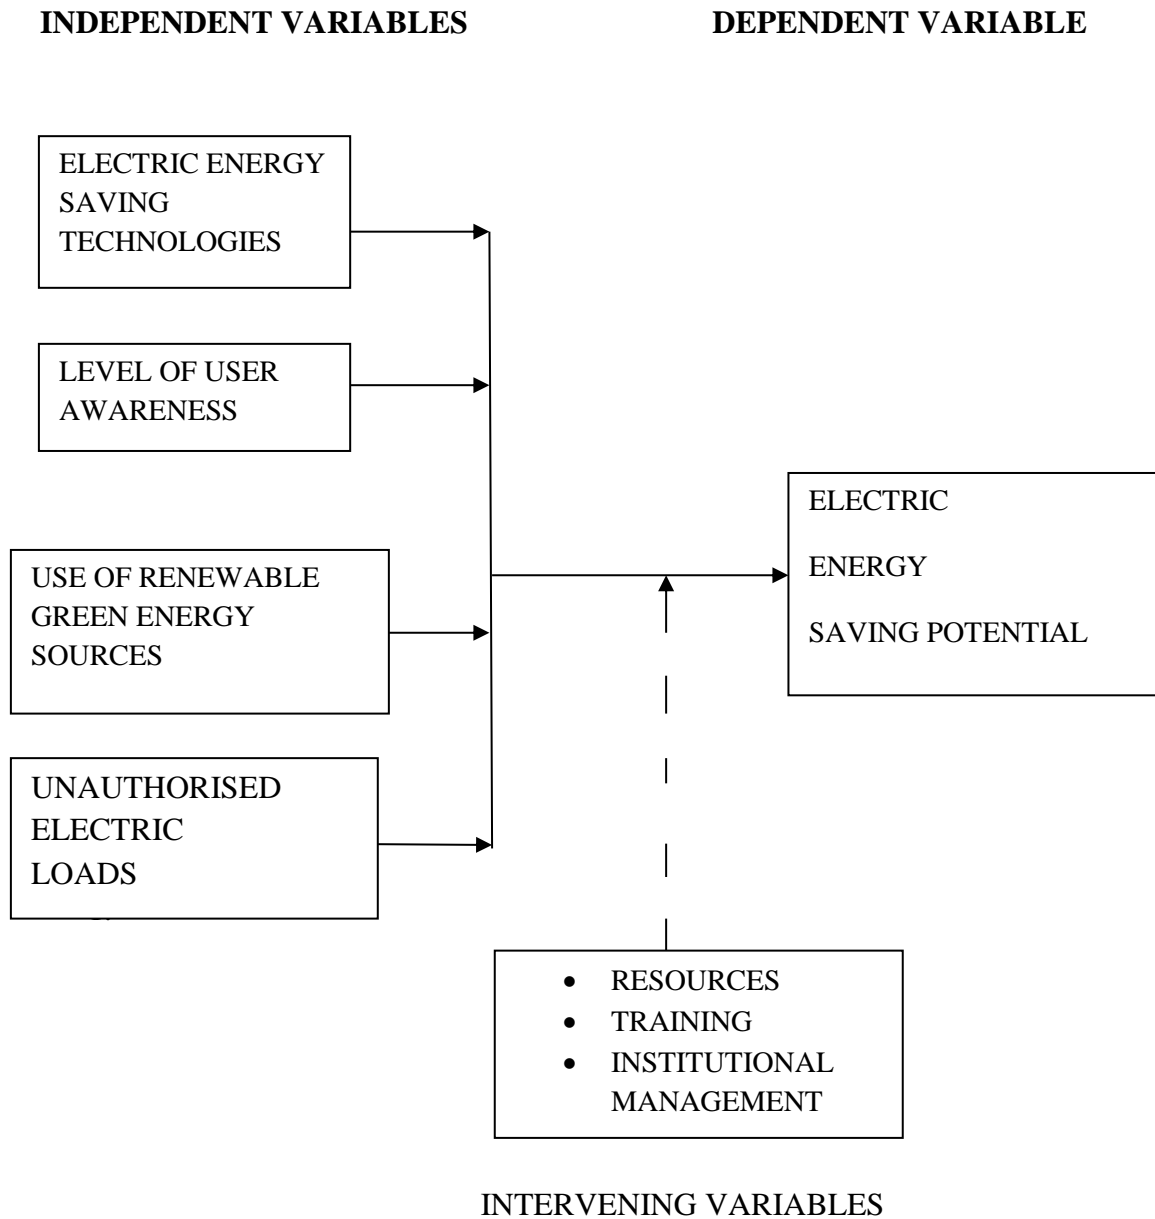 INDEPENDENT VARIABLES
DEPENDENT VARIABLE
ELECTRIC ENERGY
SAVING
TECHNOLOGIES
LEVEL OF USER
AWARENESS
USE OF RENEWABLE
GREEN ENERGY
SOURCES
UNAUTHORISED
ELECTRIC
LOADS
ELECTRIC
ENERGY
SAVING POTENTIAL
• RESOURCES
• TRAINING
• INSTITUTIONAL
MANAGEMENT
INTERVENING VARIABLES